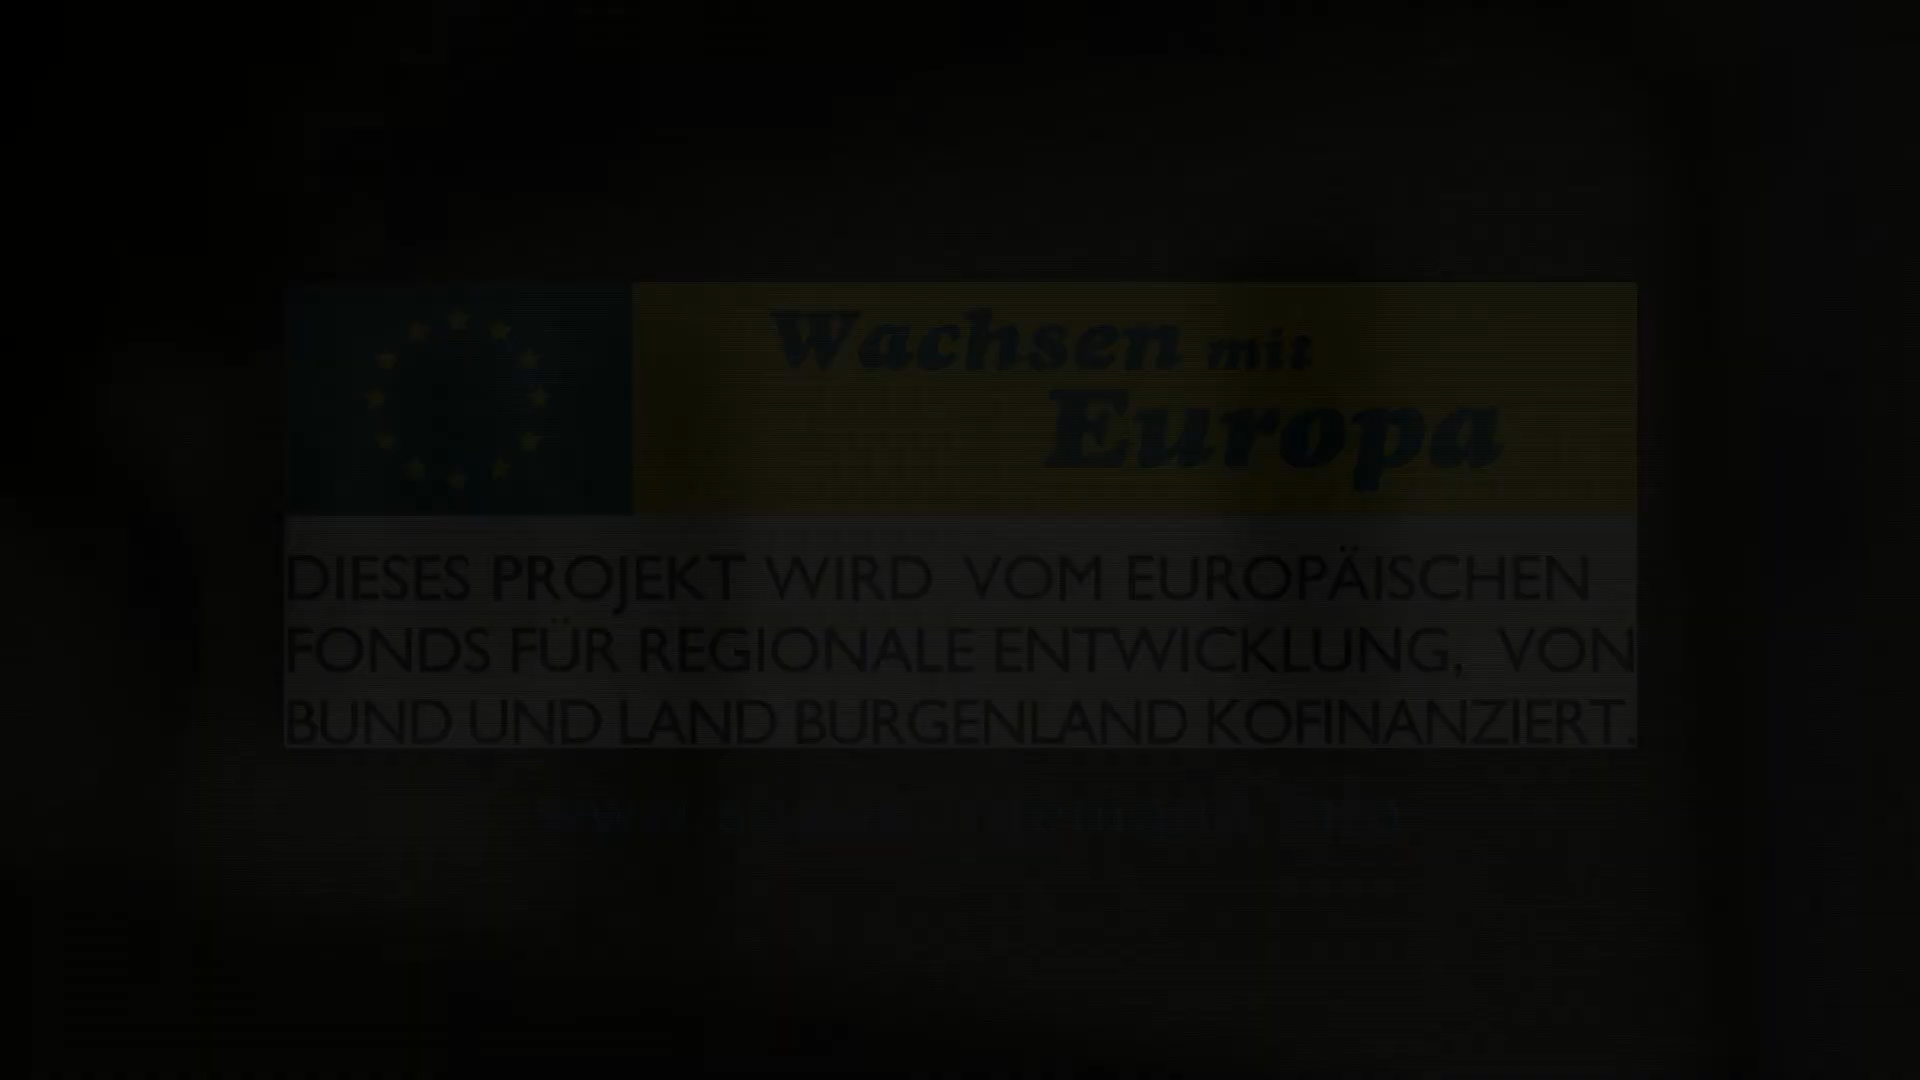 Wachsen mit
Europa
DIESES PROJEKT WIRD VOM EUROPÄISCHEN
FONDS FÜR REGIONALE ENTWICKLUNG, VON
BUND UND LAND BURGENLAND KOFINANZIERT.